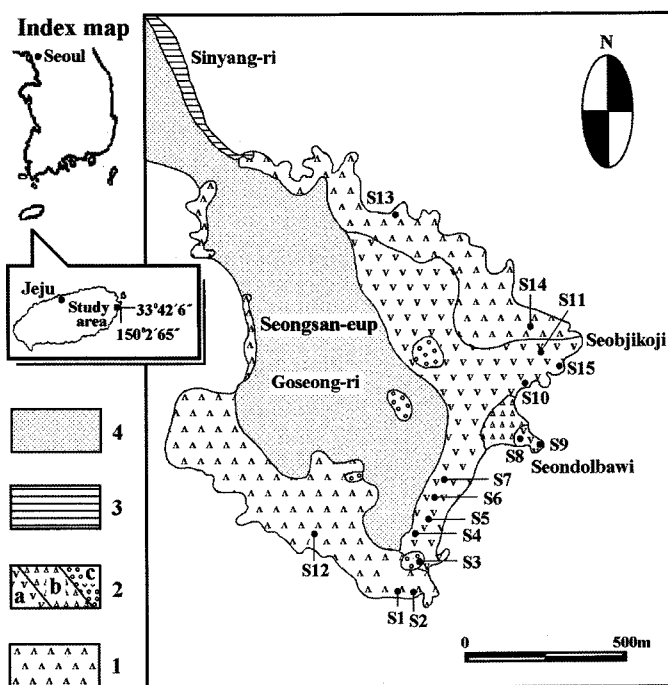 Index map
Seoul
Sinyang-ri
N
S13
Jeju
Study
area
33°42´6˝
150°2´65˝
S14
S11
Seobjikoji
Seongsan-eup
S15
Goseong-ri
S10
4
S9
S8
Seondolbawi
S7
S6
3
S5
S4
S12
S3
a
b
c
2
S1
S2
0
500m
1